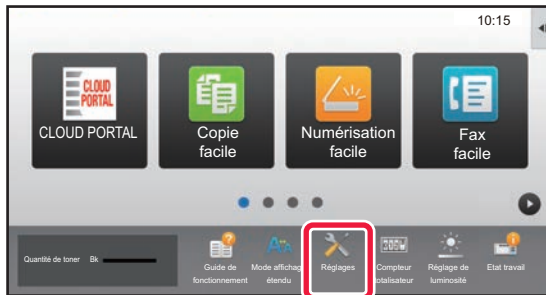 10:15
CLOUD
PORTAL
CLOUD PORTAL
Copie
facile
Numérisation
facile
Fax
facile
Quantité de toner Bk
Guide de
fonctionnement
Mode affichage
étendu
Réglages
Compteur
totalisateur
Réglage de
luminosité
Etat travail